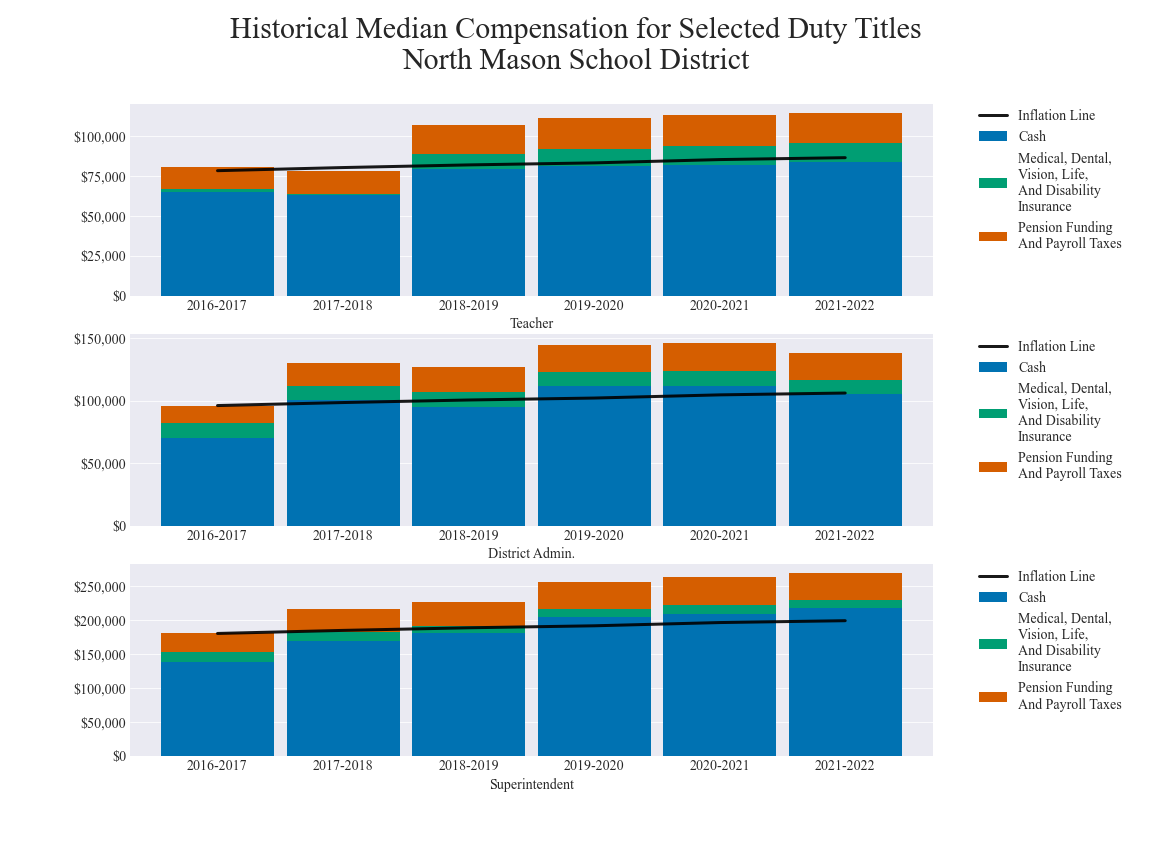 Historical Median Compensation for Selected Duty Titles
North Mason School District
$100,000
$75,000
$50,000
$25,000
$0
2016-2017 2017-2018 2018-2019 2019-2020 2020-2021 2021-2022
Teacher
Inflation Line
Cash
Medical, Dental,
Vision, Life,
And Disability
Insurance
Pension Funding
And Payroll Taxes
$150,000
$100,000
$50,000
$0
2016-2017 2017-2018 2018-2019 2019-2020 2020-2021 2021-2022
District Admin.
Inflation Line
Cash
Medical, Dental,
Vision, Life,
And Disability
Insurance
Pension Funding
And Payroll Taxes
$250,000
$200,000
$150,000
$100,000
$50,000
$0
2016-2017 2017-2018 2018-2019 2019-2020 2020-2021 2021-2022
Superintendent
Inflation Line
Cash
Medical, Dental,
Vision, Life,
And Disability
Insurance
Pension Funding
And Payroll Taxes